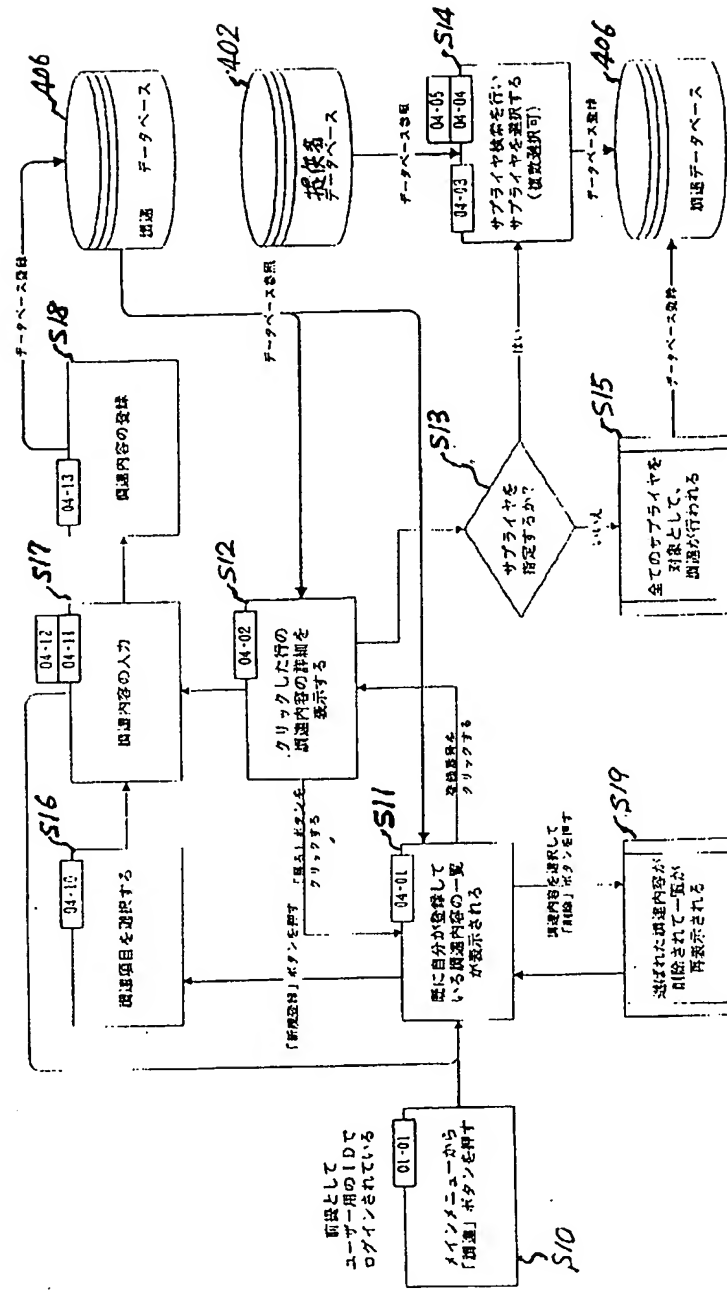 前段として
ユーザー用のIDで
ログインされている
01-01
メインメニューから
「調達」ボタンを押す
S10
S11
04-01
既に自分が登録して
いる調達内容の一覧
が表示される
「新規登録」ボタンを押す
「戻る」ボタンを
クリックする
登録番号を
クリックする
調達内容を選択して
「削除」ボタンを押す
S19
選ばれた調達内容が
削除されて一覧が
再表示される
S16
04-10
調達項目を選択する
S17
04-12
04-11
調達内容の入力
S18
04-13
調達内容の登録
データベース登録
406
調達 データベース
S12
04-02
クリックした行の
調達内容の詳細を
表示する
データベース参照
402
提供者
データベース
データベース参照
S13
サプライヤを
指定するか?
はい
いいえ
S14
04-05
04-03
04-04
サプライヤ検索を行い
サプライヤを選択する
(複数選択可)
データベース登録
S15
全てのサプライヤを
対象として、
調達が行われる
データベース登録
406
調達データベース